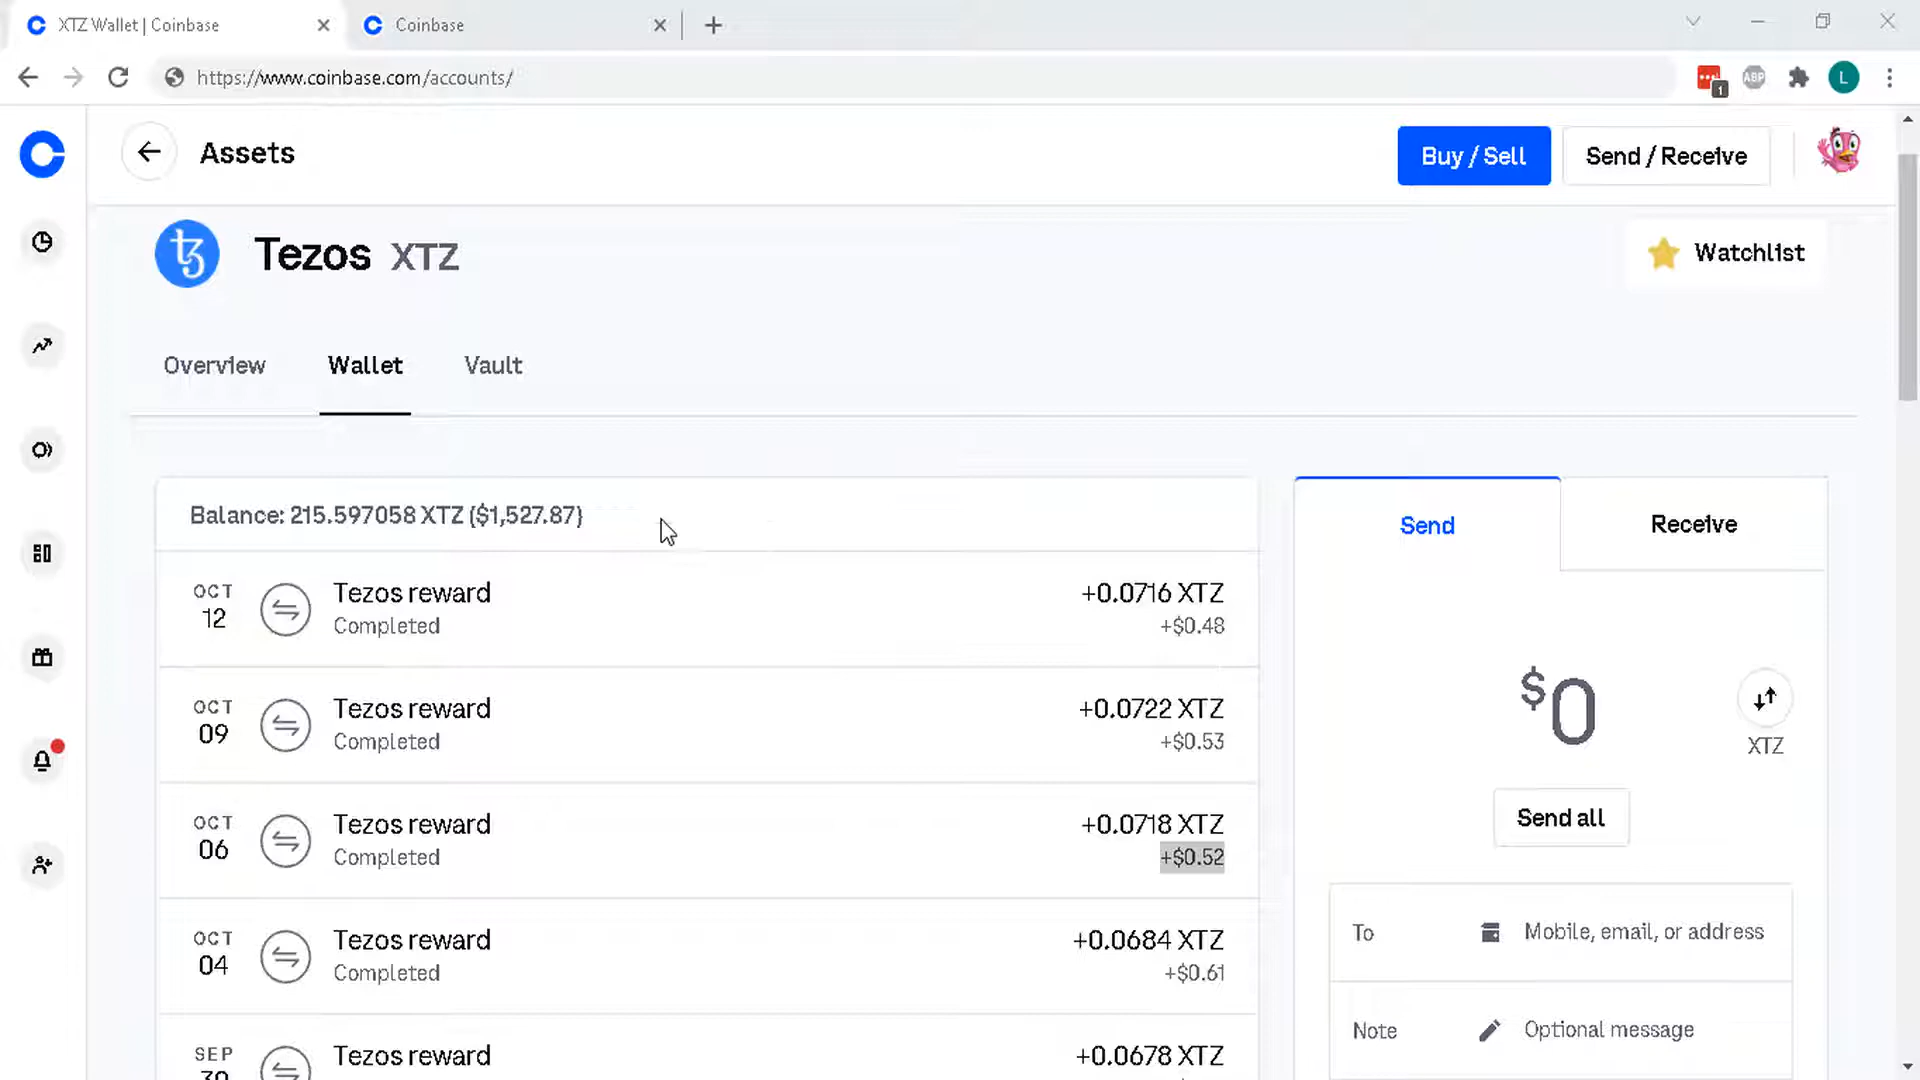 XTZ Wallet | Coinbase
Coinbase
https://www.coinbase.com/accounts/
1
ABP
L
Assets
Buy / Sell
Send / Receive
Tezos XTZ
Watchlist
Overview
Wallet
Vault
Balance: 215.597058 XTZ ($1,527.87)
Send
Receive
OCT
12
Tezos reward
Completed
+0.0716 XTZ
+$0.48
OCT
09
Tezos reward
Completed
+0.0722 XTZ
+$0.53
OCT
06
Tezos reward
Completed
+0.0718 XTZ
+$0.52
OCT
04
Tezos reward
Completed
+0.0684 XTZ
+$0.61
SEP
Tezos reward
+0.0678 XTZ
$0
XTZ
Send all
To
Mobile, email, or address
Note
Optional message